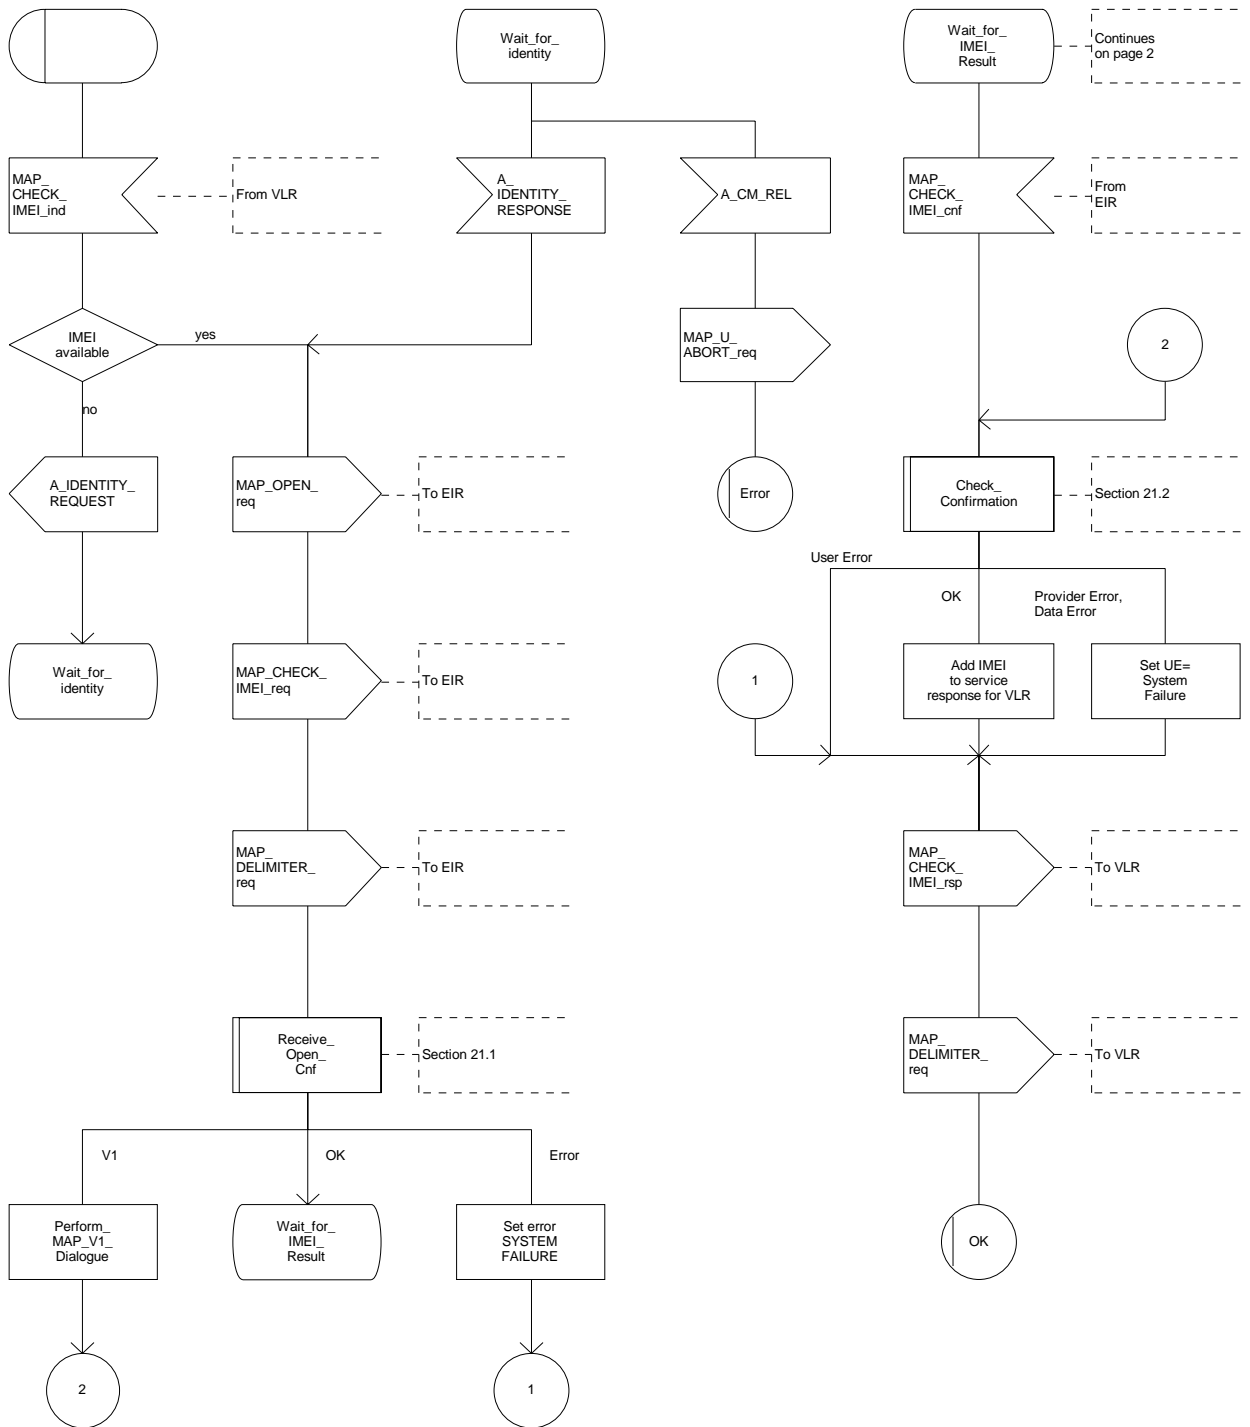 Wait_for_
identity
Wait_for_
IMEI_
Result
Continues
on page 2
MAP_
CHECK_
IMEI_ind
From VLR
A_
IDENTITY_
RESPONSE
A_CM_REL
MAP_
CHECK_
IMEI_cnf
From
EIR
IMEI
available
yes
no
MAP_U_
ABORT_req
2
A_IDENTITY_
REQUEST
MAP_OPEN_
req
To EIR
Error
Check_
Confirmation
Section 21.2
User Error
OK
Provider Error,
Data Error
Wait_for_
identity
MAP_CHECK_
IMEI_req
To EIR
1
Add IMEI
to service
response for VLR
Set UE=
System
Failure
MAP_
DELIMITER_
req
To EIR
MAP_
CHECK_
IMEI_rsp
To VLR
Receive_
Open_
Cnf
Section 21.1
MAP_
DELIMITER_
req
To VLR
V1
OK
Error
Perform_
MAP_V1_
Dialogue
Wait_for_
IMEI_
Result
Set error
SYSTEM
FAILURE
OK
2
1